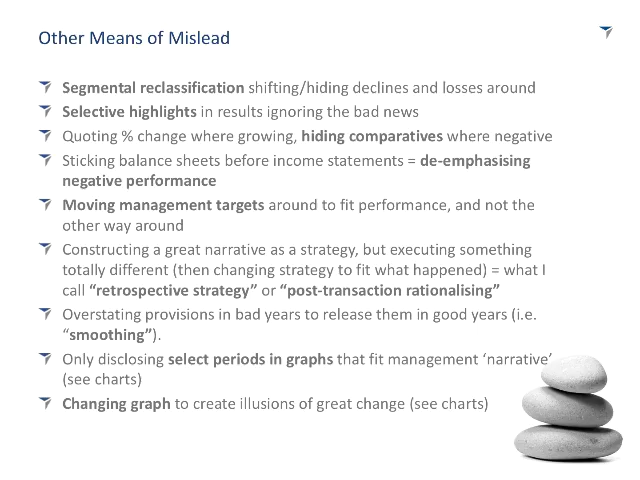 Other Means of Mislead
Segmental reclassification shifting/hiding declines and losses around
Selective highlights in results ignoring the bad news
Quoting % change where growing, hiding comparatives where negative
Sticking balance sheets before income statements = de-emphasising
negative performance
Moving management targets around to fit performance, and not the
other way around
Constructing a great narrative as a strategy, but executing something
totally different (then changing strategy to fit what happened) = what I
call “retrospective strategy” or “post-transaction rationalising”
Overstating provisions in bad years to release them in good years (i.e.
“smoothing”).
Only disclosing select periods in graphs that fit management ‘narrative’
(see charts)
Changing graph to create illusions of great change (see charts)